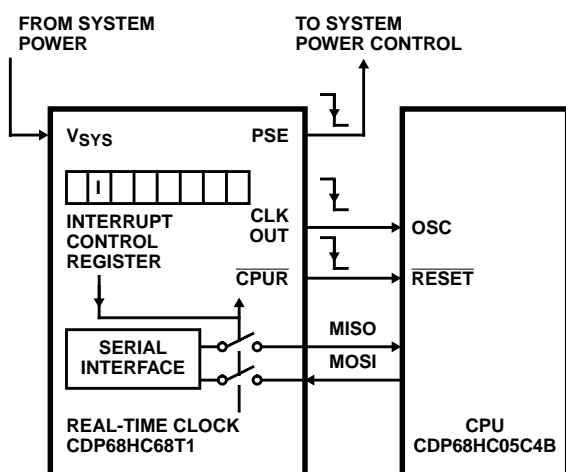 FROM SYSTEM
POWER
TO SYSTEM
POWER CONTROL
VSYS
PSE
I
INTERRUPT
CONTROL
REGISTER
CLK
OUT
OSC
CPUR
RESET
SERIAL
INTERFACE
MISO
MOSI
REAL-TIME CLOCK
CDP68HC68T1
CPU
CDP68HC05C4B